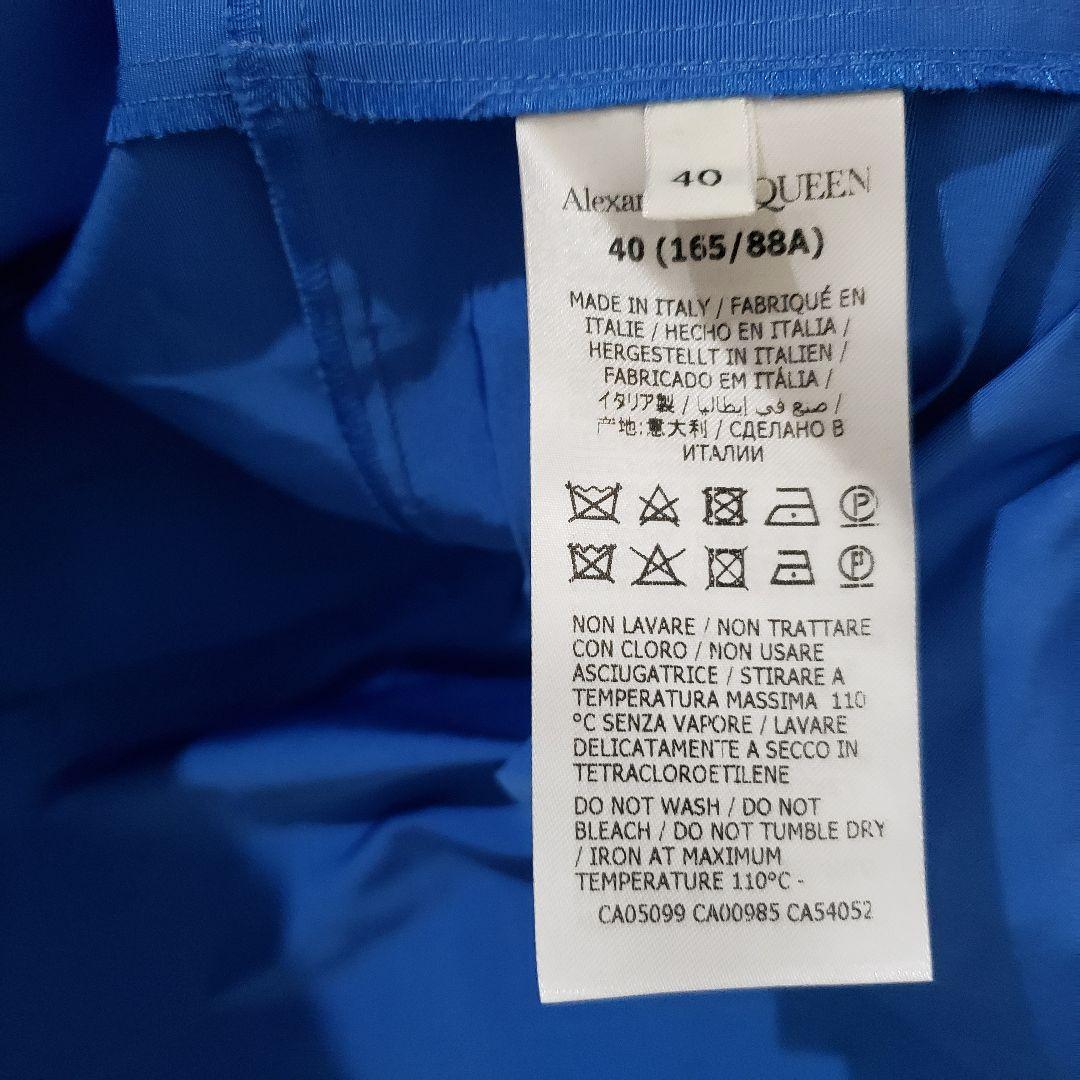 40
Alexan QUEEN
40 (165/88A)
MADE IN ITALY / FABRIQUÉ EN
ITALIE / HECHO EN ITALIA /
HERGESTELLT IN ITALIEN /
FABRICADO EM ITÁLIA /
イタリア製 / صنع في إيطاليا /
产地:意大利 / СДЕЛАНО В
ИТАЛИИ
P
P
NON LAVARE / NON TRATTARE
CON CLORO / NON USARE
ASCIUGATRICE / STIRARE A
TEMPERATURA MASSIMA 110
°C SENZA VAPORE / LAVARE
DELICATAMENTE A SECCO IN
TETRACLOROETILENE
DO NOT WASH / DO NOT
BLEACH / DO NOT TUMBLE DRY
/ IRON AT MAXIMUM
TEMPERATURE 110°C -
CA05099 CA00985 CA54052